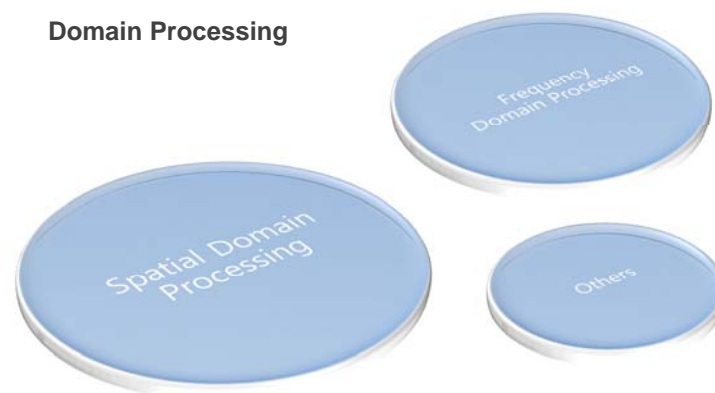 Domain Processing
Frequency
Domain Processing
Spatial Domain
Processing
Others